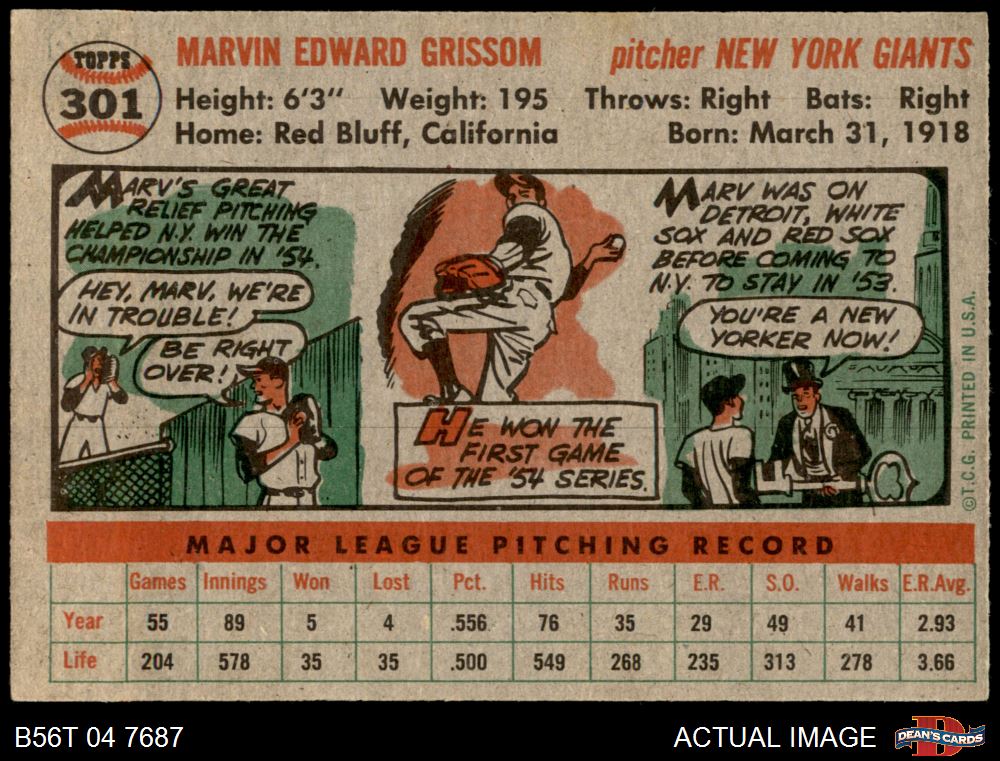 TOPPS
301
MARVIN EDWARD GRISSOM
pitcher NEW YORK GIANTS
Height: 6'3" Weight: 195 Throws: Right Bats: Right
Home: Red Bluff, California Born: March 31, 1918
MARV'S GREAT
RELIEF PITCHING
HELPED N.Y. WIN THE
CHAMPIONSHIP IN '54.
HEY, MARV, WE'RE
IN TROUBLE!
BE RIGHT
OVER!
HE WON THE
FIRST GAME
OF THE '54 SERIES.
MARV WAS ON
DETROIT, WHITE
SOX AND RED SOX
BEFORE COMING TO
N.Y. TO STAY IN '53.
YOU'RE A NEW
YORKER NOW!
©T.C.G. PRINTED IN U.S.A.
MAJOR LEAGUE PITCHING RECORD
Games Innings Won Lost Pct. Hits Runs E.R. S.O. Walks E.R.Avg.
Year 55 89 5 4 .556 76 35 29 49 41 2.93
Life 204 578 35 35 .500 549 268 235 313 278 3.66
B56T 04 7687
ACTUAL IMAGE
DEAN'S CARDS